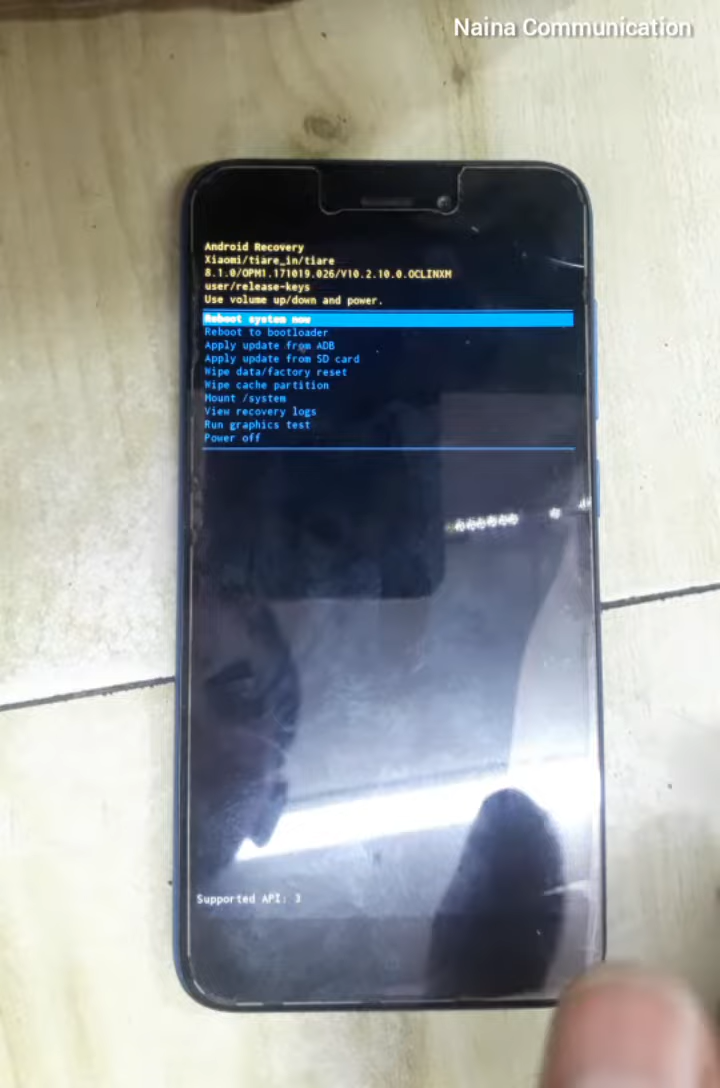 Naina Communication
Android Recovery
Xiaomi/tiare_in/tiare
8.1.0/OPM1.171019.026/V10.2.10.0.OCLINXM
user/release-keys
Use volume up/down and power.
Reboot system now
Reboot to bootloader
Apply update from ADB
Apply update from SD card
Wipe data/factory reset
Wipe cache partition
Mount /system
View recovery logs
Run graphics test
Power off
Supported API: 3